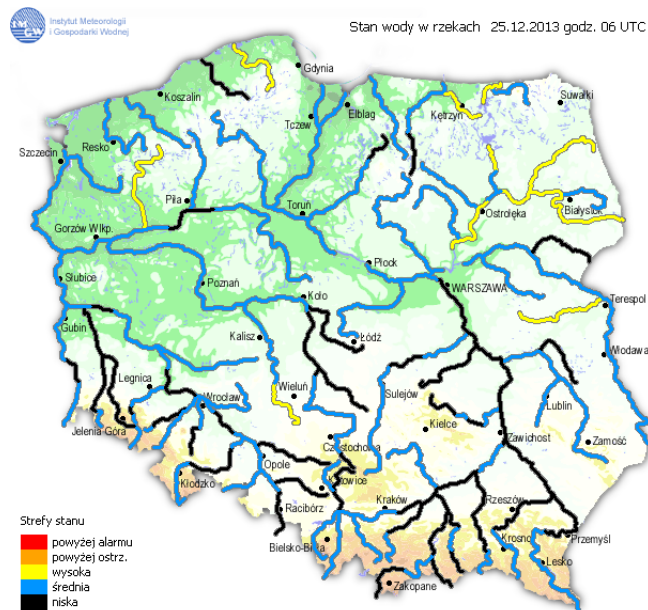 IMGW
Instytut Meteorologii
i Gospodarki Wodnej
Stan wody w rzekach 25.12.2013 godz. 06 UTC
Gdynia
Koszalin
Suwałki
Tczew
Elbląg
Kętrzyn
Resko
Szczecin
Piła
Toruń
Ostrołęka
Białystok
Gorzów Wlkp.
Płock
Słubice
Poznań
Koło
WARSZAWA
Terespol
Gubin
Kalisz
Łódź
Włodawa
Legnica
Wieluń
Sulejów
Wrocław
Lublin
Jelenia Góra
Kielce
Częstochowa
Zawichost
Zamość
Opole
Kłodzko
Katowice
Racibórz
Kraków
Rzeszów
Bielsko-Biała
Krosno
Przemyśl
Lesko
Zakopane
Strefy stanu
powyżej alarmu
powyżej ostrz.
wysoka
średnia
niska